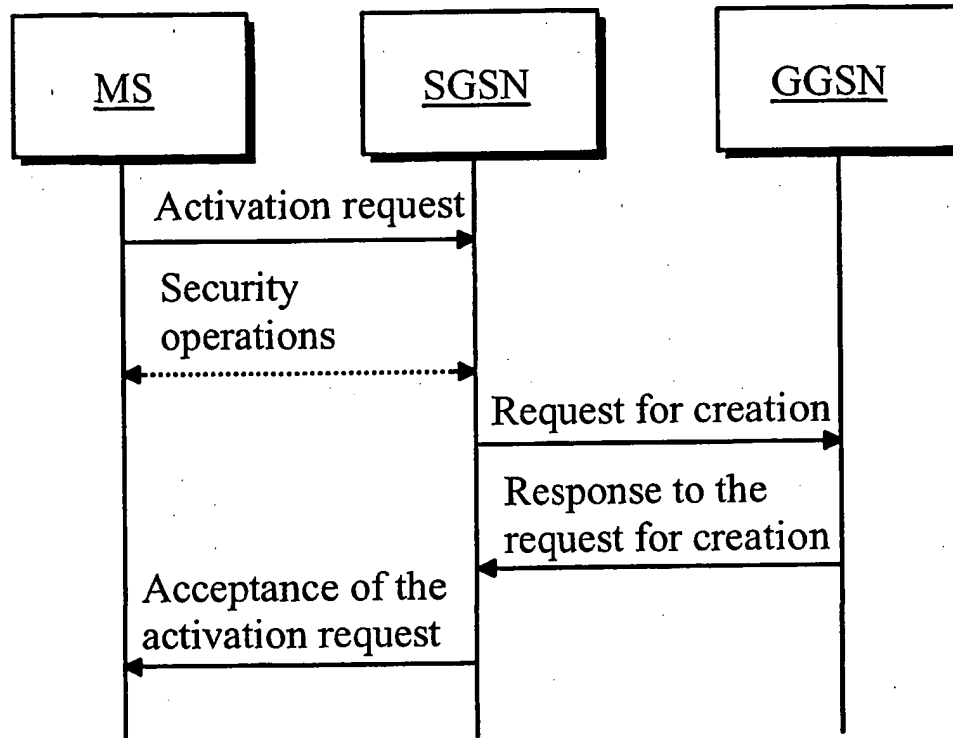 MS
SGSN
GGSN
Activation request
Security
operations
Request for creation
Response to the
request for creation
Acceptance of the
activation request